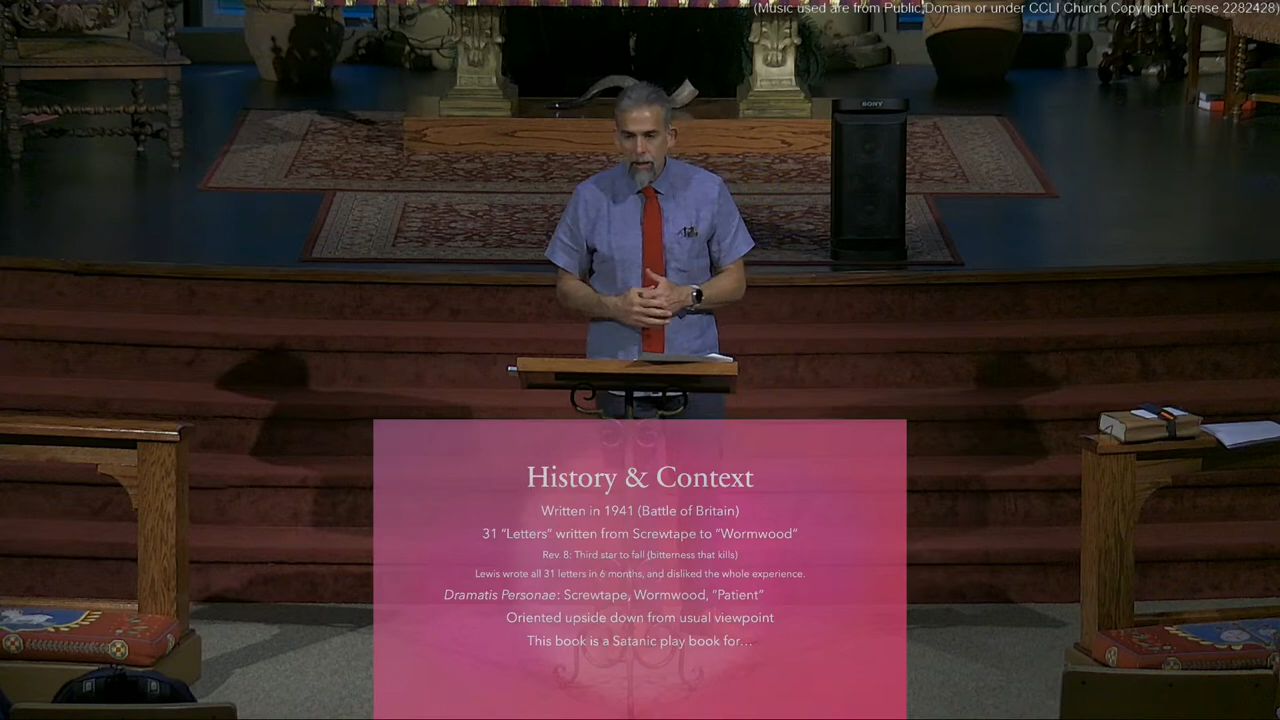 (Music used are from Public Domain or under CCLI Church Copyright License 2282428)
SONY
History & Context
Written in 1941 (Battle of Britain)
31 “Letters” written from Screwtape to “Wormwood”
Rev. 8: Third star to fall (bitterness that kills)
Lewis wrote all 31 letters in 6 months, and disliked the whole experience.
Dramatis Personae: Screwtape, Wormwood, “Patient”
Oriented upside down from usual viewpoint
This book is a Satanic play book for…